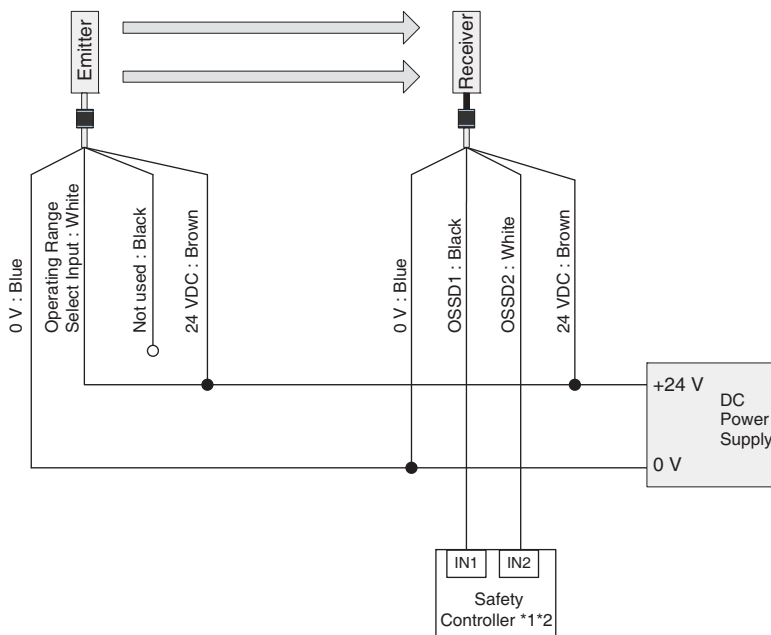 Emitter
Receiver
0 V : Blue
Operating Range
Select Input : White
Not used : Black
24 VDC : Brown
0 V : Blue
OSSD1 : Black
OSSD2 : White
24 VDC : Brown
+24 V
DC
Power
Supply
0 V
IN1
IN2
Safety
Controller *1*2